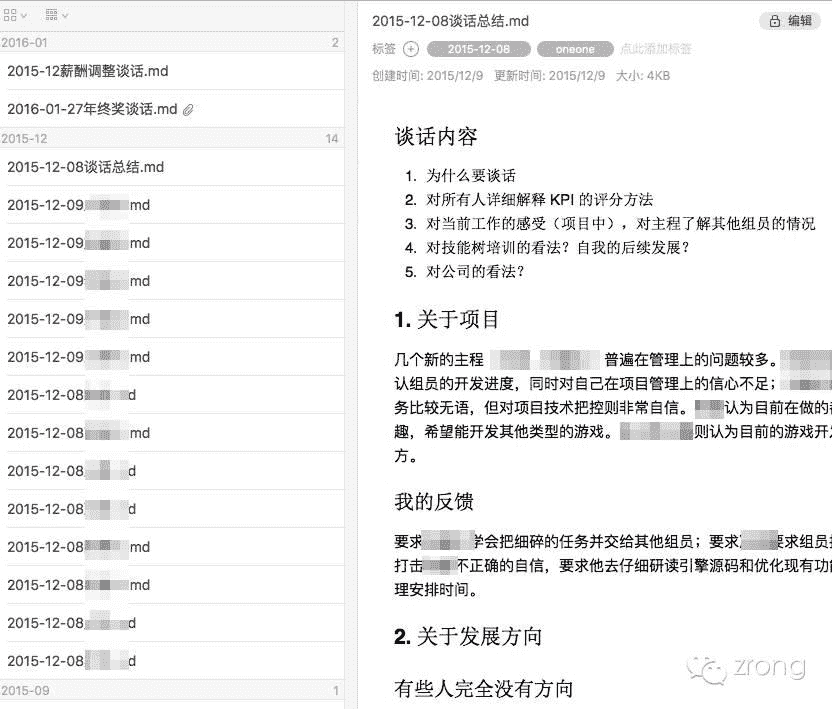 2016-01 2
2015-12薪酬调整谈话.md
2016-01-27年终奖谈话.md
2015-12 14
2015-12-08谈话总结.md
2015-12-09 md
2015-12-09 md
2015-12-09 md
2015-12-09 md
2015-12-09 md
2015-12-08 d
2015-12-08 md
2015-12-08 d
2015-12-08 d
2015-12-08 md
2015-12-08 md
2015-12-08 d
2015-12-08 d
2015-09 1
2015-12-08谈话总结.md
编辑
标签 2015-12-08 oneone 点此添加标签
创建时间: 2015/12/9 更新时间: 2015/12/9 大小: 4KB
谈话内容
1. 为什么要谈话
2. 对所有人详细解释 KPI 的评分方法
3. 对当前工作的感受（项目中），对主程了解其他组员的情况
4. 对技能树培训的看法？自我的后续发展？
5. 对公司的看法？
1. 关于项目
几个新的主程 普遍在管理上的问题较多。
认组员的开发进度，同时对自己在项目管理上的信心不足；
务比较无语，但对项目技术把控则非常自信。 认为目前在做的
趣，希望能开发其他类型的游戏。 则认为目前的游戏开
方。
我的反馈
要求 学会把细碎的任务并交给其他组员；要求 要求组员
打击 不正确的自信，要求他去仔细研读引擎源码和优化现有功
理安排时间。
2. 关于发展方向
有些人完全没有方向
zrong